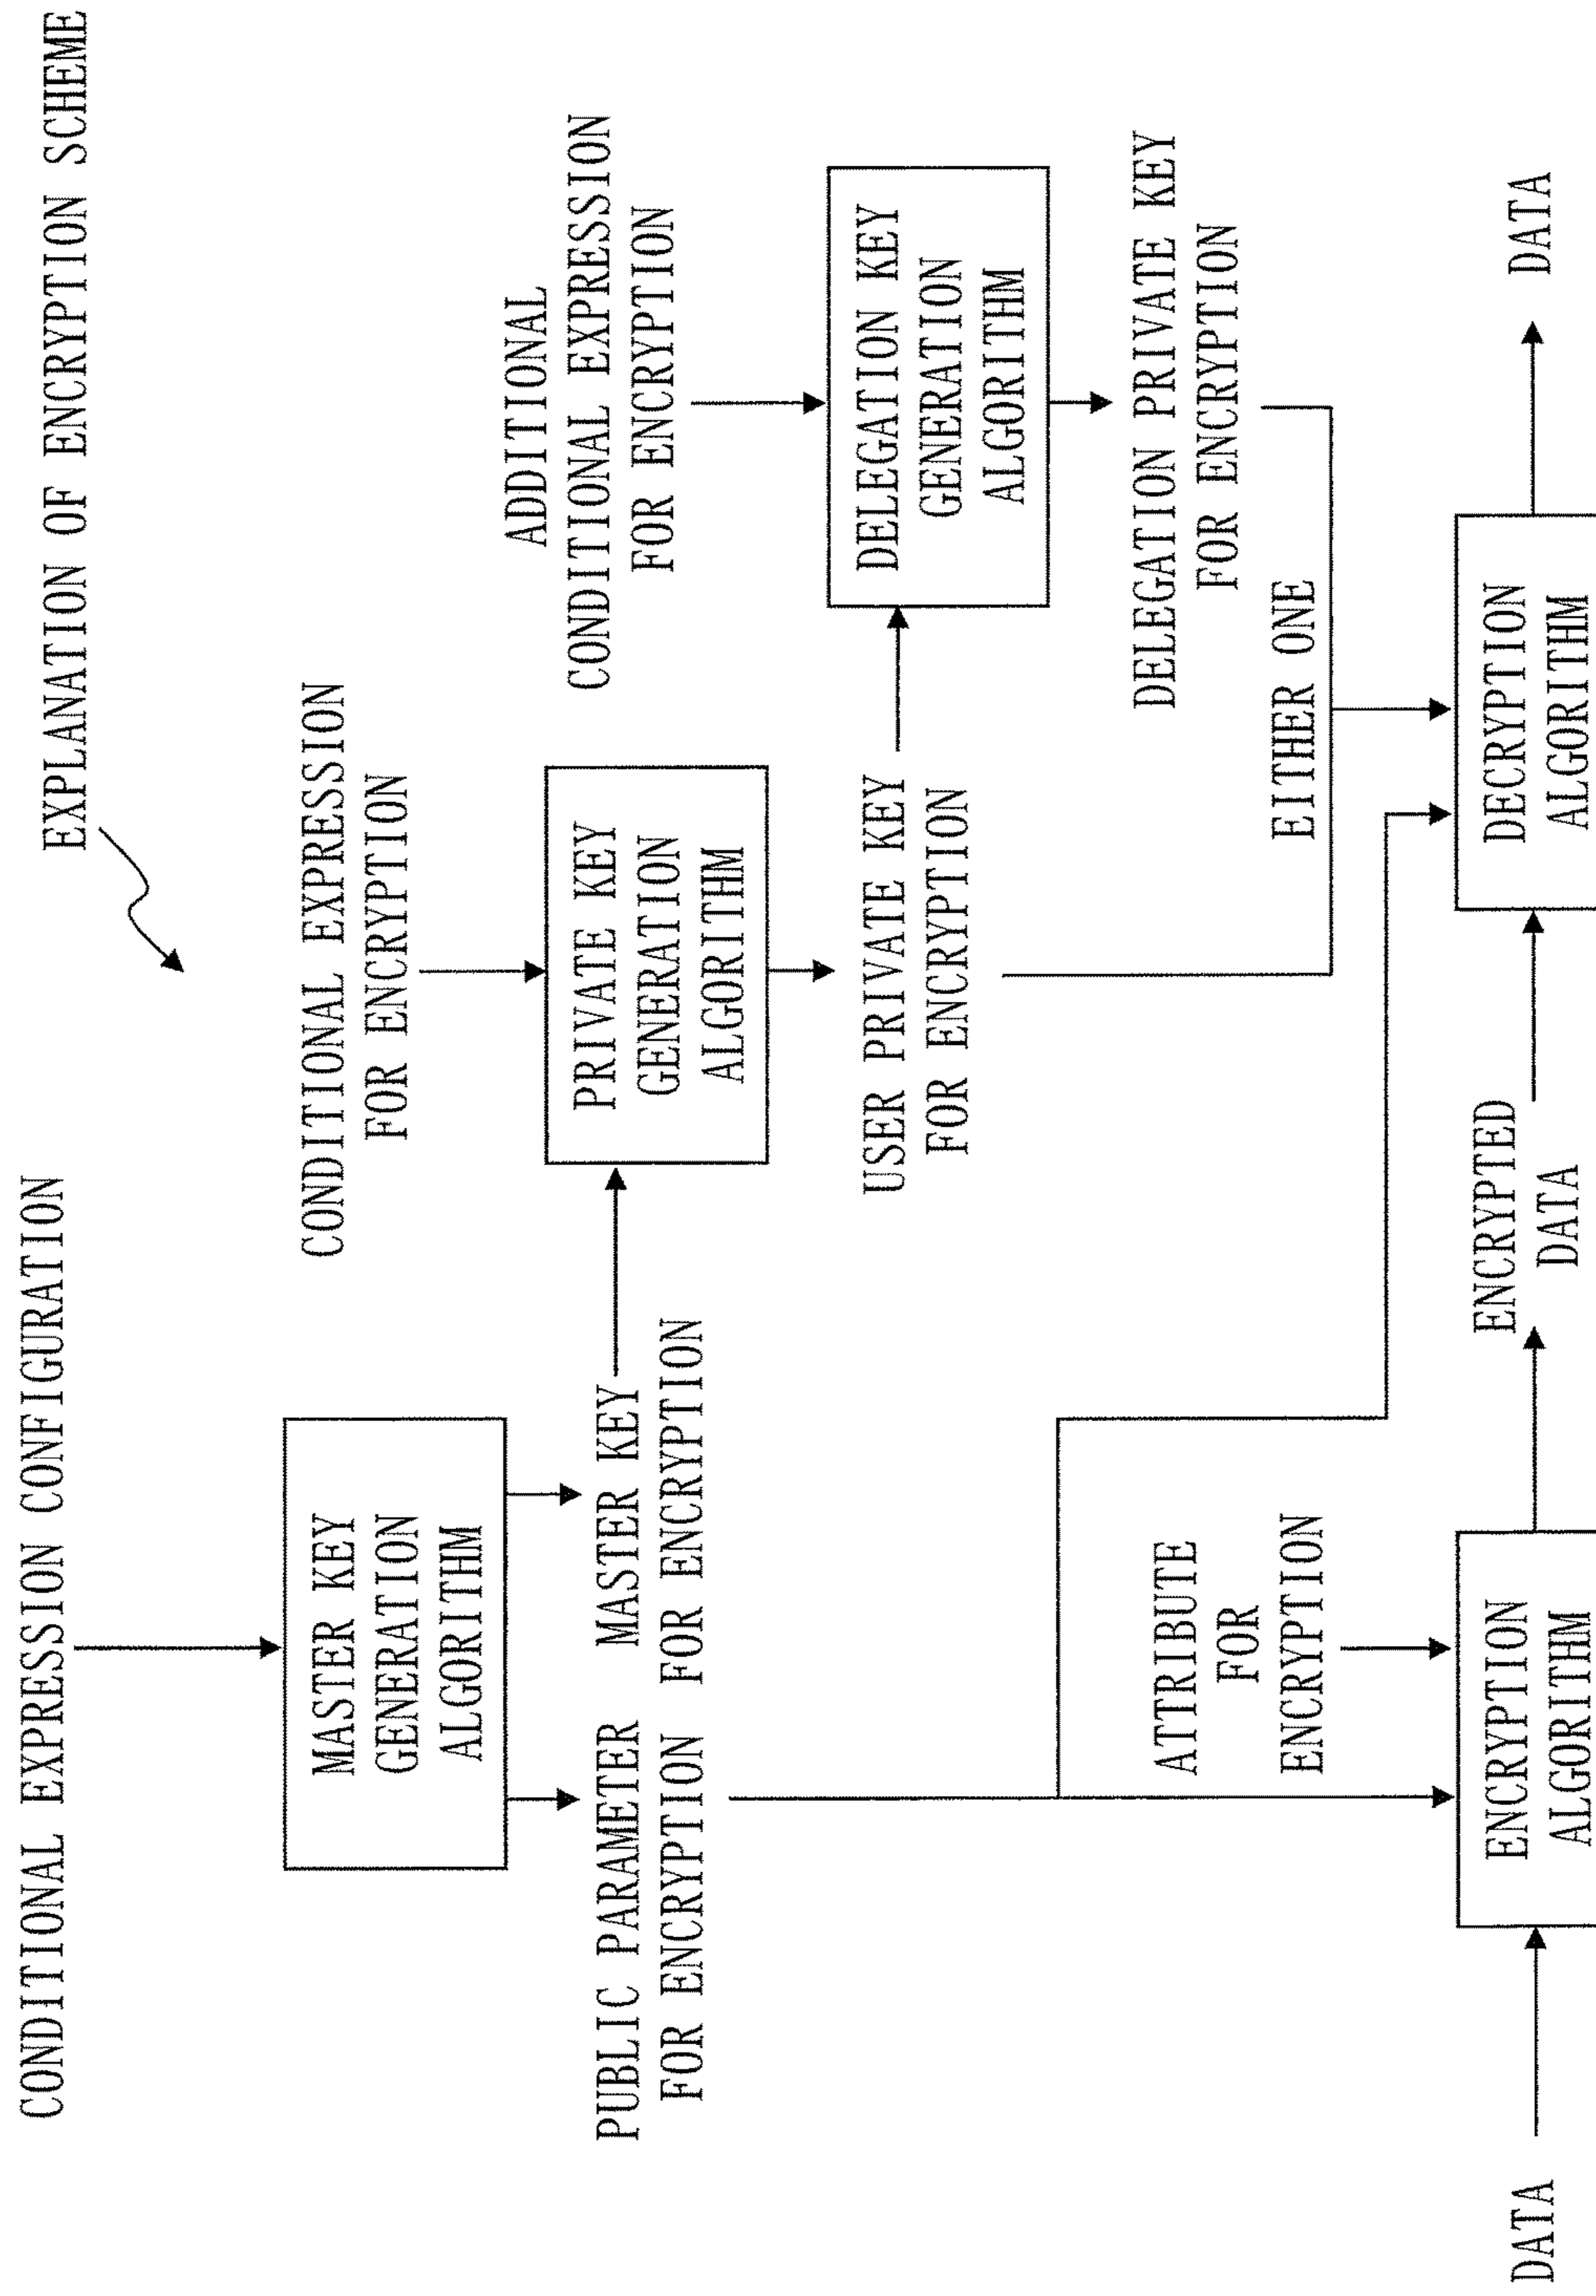 EXPLANATION OF ENCRYPTION SCHEME
CONDITIONAL EXPRESSION CONFIGURATION
MASTER KEY
GENERATION
ALGORITHM
PUBLIC PARAMETER
FOR ENCRYPTION
MASTER KEY
FOR ENCRYPTION
CONDITIONAL EXPRESSION
FOR ENCRYPTION
PRIVATE KEY
GENERATION
ALGORITHM
USER PRIVATE KEY
FOR ENCRYPTION
ADDITIONAL
CONDITIONAL EXPRESSION
FOR ENCRYPTION
DELEGATION KEY
GENERATION
ALGORITHM
DELEGATION PRIVATE KEY
FOR ENCRYPTION
EITHER ONE
ATTRIBUTE
FOR
ENCRYPTION
DATA
ENCRYPTION
ALGORITHM
ENCRYPTED
DATA
DECRYPTION
ALGORITHM
DATA